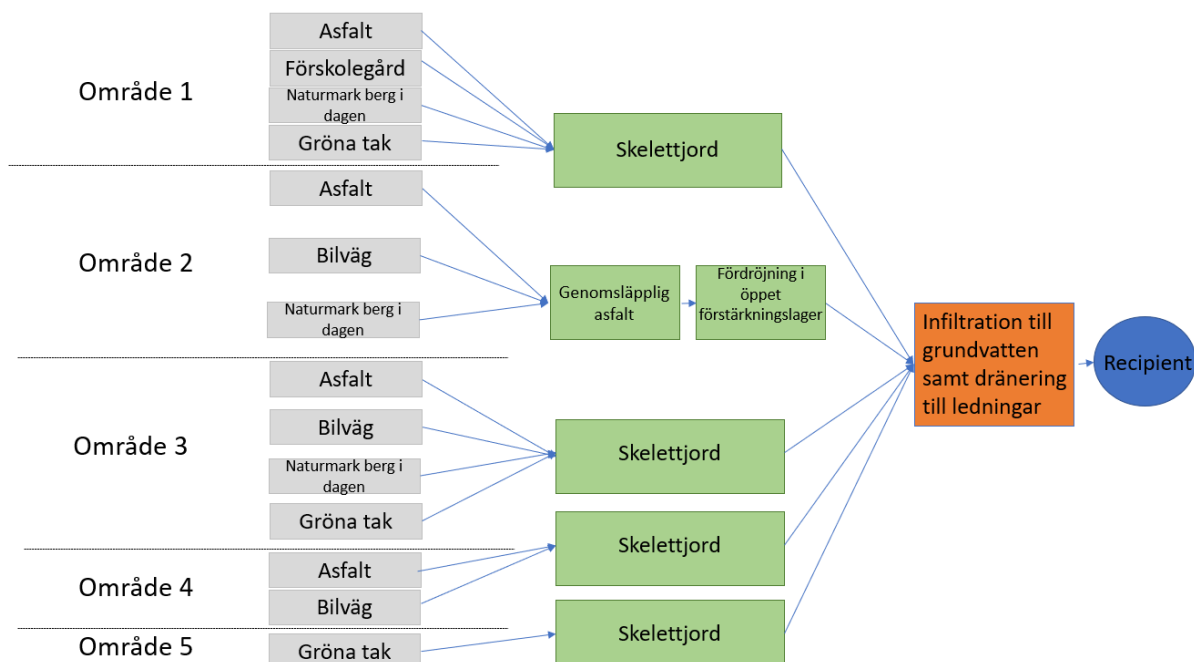 Område 1
Asfalt
Förskolegård
Naturmark berg i
dagen
Gröna tak
Skelettjord
Område 2
Asfalt
Bilväg
Naturmark berg i
dagen
Genomsläpplig
asfalt
Fördröjning i
öppet
förstärkningslager
Område 3
Asfalt
Bilväg
Naturmark berg i
dagen
Gröna tak
Skelettjord
Område 4
Asfalt
Bilväg
Skelettjord
Område 5
Gröna tak
Skelettjord
Infiltration till
grundvatten
samt dränering
till ledningar
Recipient